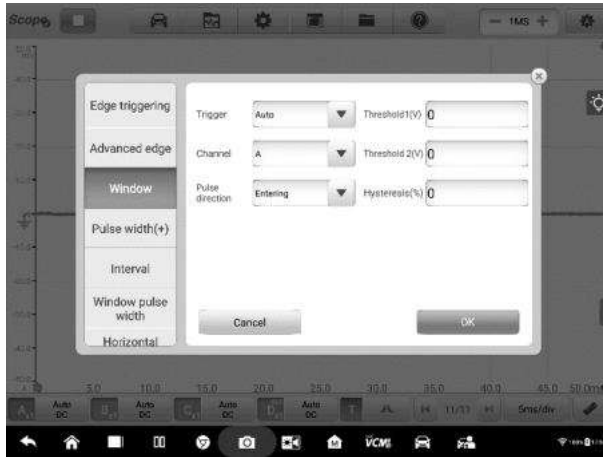 Scope
1MS
Edge triggering
Advanced edge
Window
Pulse width(+)
Interval
Window pulse
width
Horizontal
Trigger
Auto
Threshold1(V)
0
Channel
A
Threshold 2(V)
0
Pulse
direction
Entering
Hysteresis(%)
0
Cancel
OK
5.0
10.0
15.0
20.0
25.0
30.0
35.0
40.0
45.0
50.0ms
Auto
DC
Auto
DC
Auto
DC
Auto
DC
T
11/11
5ms/div
VCMI